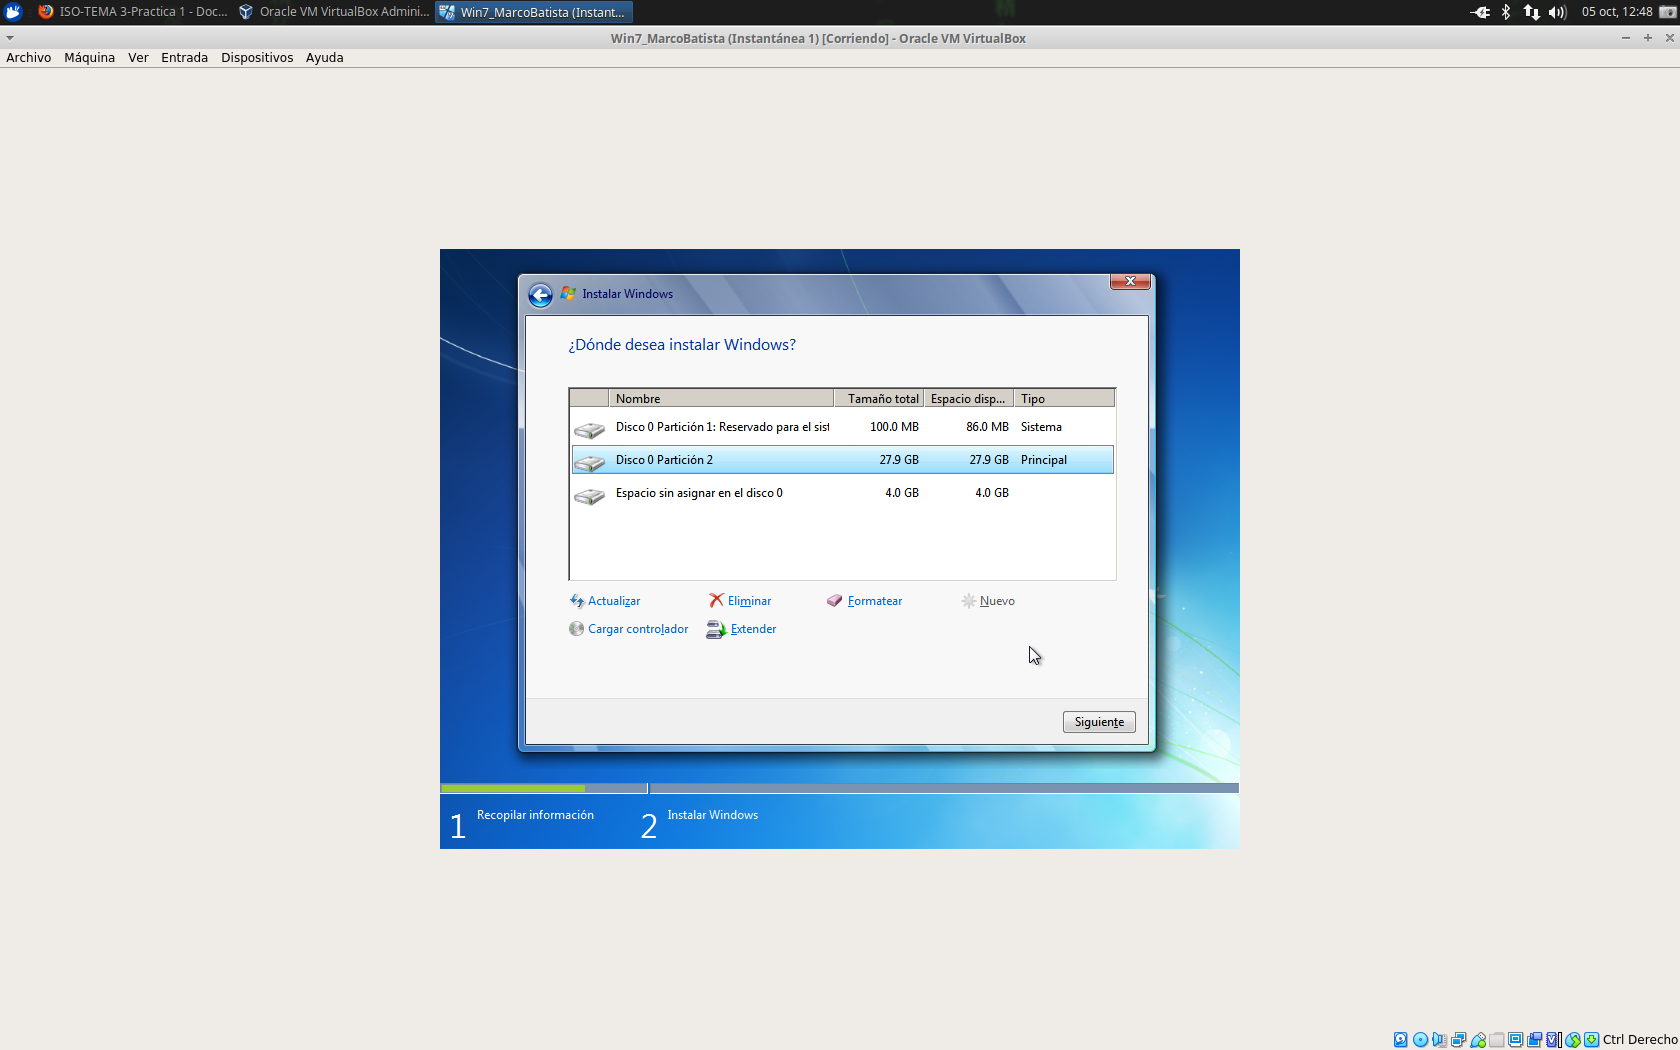 ISO-TEMA 3-Practica 1 - Doc... Oracle VM VirtualBox Admini... Win7_MarcoBatista (Instant... 05 oct, 12:48
Win7_MarcoBatista (Instantánea 1) [Corriendo] - Oracle VM VirtualBox
Archivo Máquina Ver Entrada Dispositivos Ayuda
Instalar Windows
¿Dónde desea instalar Windows?
Nombre Tamaño total Espacio disp... Tipo
Disco 0 Partición 1: Reservado para el sist 100.0 MB 86.0 MB Sistema
Disco 0 Partición 2 27.9 GB 27.9 GB Principal
Espacio sin asignar en el disco 0 4.0 GB 4.0 GB
Actualizar Eliminar Formatear Nuevo
Cargar controlador Extender
Siguiente
1 Recopilar información 2 Instalar Windows
Ctrl Derecho